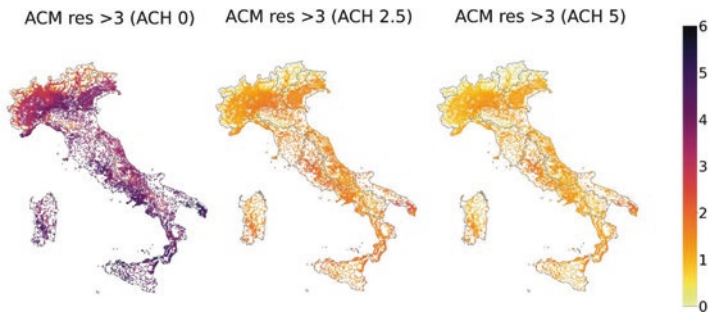 ACM res >3 (ACH 0)
ACM res >3 (ACH 2.5)
ACM res >3 (ACH 5)
6
5
4
3
2
1
0